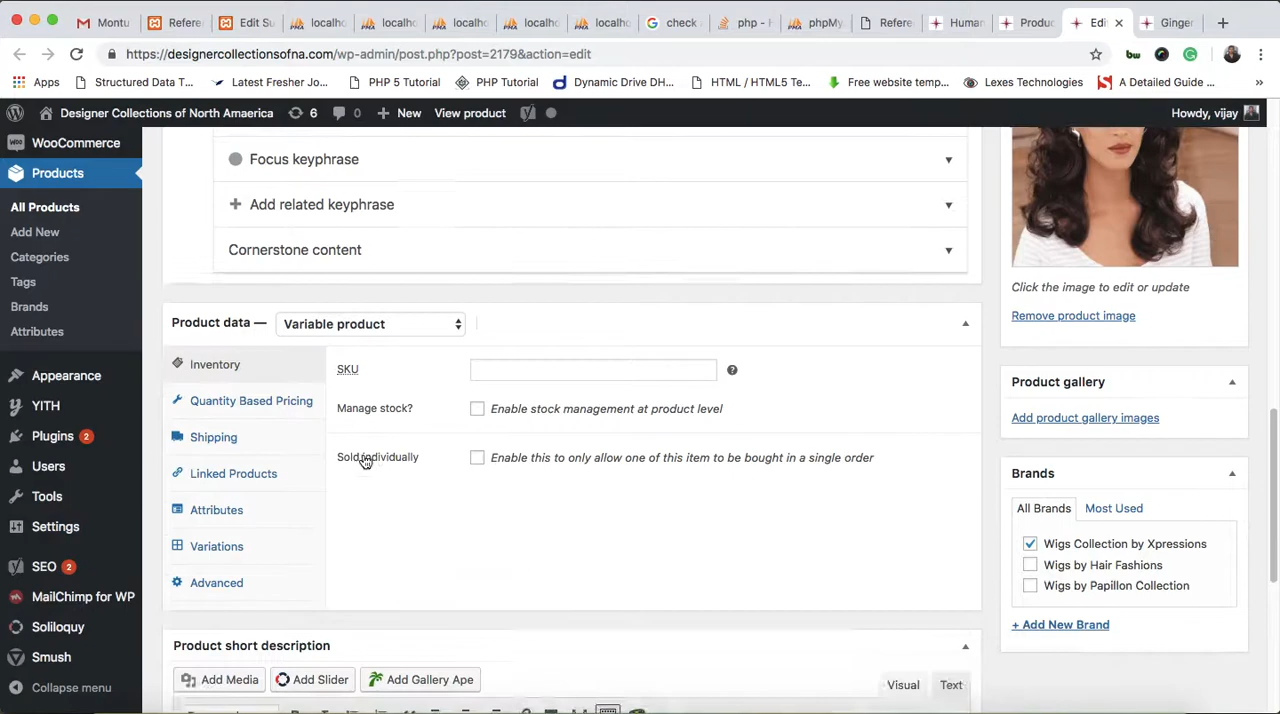 Montu
Refere
Edit Su
localho
localho
localho
localho
localho
check
php - H
phpMy
Refere
Human
Produc
Edi
Ginger
https://designercollectionsofna.com/wp-admin/post.php?post=2179&action=edit
Apps
Structured Data T...
Latest Fresher Jo...
PHP 5 Tutorial
PHP Tutorial
Dynamic Drive DH...
HTML / HTML5 Te...
Free website temp...
Lexes Technologies
A Detailed Guide ...
Designer Collections of North America
6
0
New
View product
Howdy, vijay
WooCommerce
Products
All Products
Add New
Categories
Tags
Brands
Attributes
Appearance
YITH
Plugins 2
Users
Tools
Settings
SEO 2
MailChimp for WP
Soliloquy
Smush
Collapse menu
Focus keyphrase
Add related keyphrase
Cornerstone content
Product data —
Variable product
Inventory
Quantity Based Pricing
Shipping
Linked Products
Attributes
Variations
Advanced
SKU
Manage stock?
Enable stock management at product level
Sold individually
Enable this to only allow one of this item to be bought in a single order
Product short description
Add Media
Add Slider
Add Gallery Ape
Visual
Text
Click the image to edit or update
Remove product image
Product gallery
Add product gallery images
Brands
All Brands
Most Used
Wigs Collection by Xpressions
Wigs by Hair Fashions
Wigs by Papillon Collection
+ Add New Brand